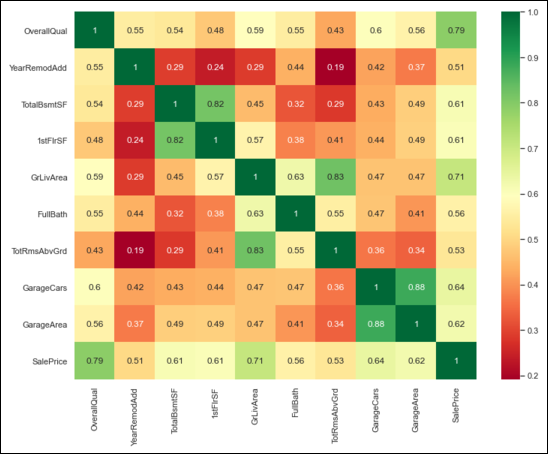 OverallQual 1 0.55 0.54 0.48 0.59 0.55 0.43 0.6 0.56 0.79
YearRemodAdd 0.55 1 0.29 0.24 0.29 0.44 0.19 0.42 0.37 0.51
TotalBsmtSF 0.54 0.29 1 0.82 0.45 0.32 0.29 0.43 0.49 0.61
1stFlrSF 0.48 0.24 0.82 1 0.57 0.38 0.41 0.44 0.49 0.61
GrLivArea 0.59 0.29 0.45 0.57 1 0.63 0.83 0.47 0.47 0.71
FullBath 0.55 0.44 0.32 0.38 0.63 1 0.55 0.47 0.41 0.56
TotRmsAbvGrd 0.43 0.19 0.29 0.41 0.83 0.55 1 0.36 0.34 0.53
GarageCars 0.6 0.42 0.43 0.44 0.47 0.47 0.36 1 0.88 0.64
GarageArea 0.56 0.37 0.49 0.49 0.47 0.41 0.34 0.88 1 0.62
SalePrice 0.79 0.51 0.61 0.61 0.71 0.56 0.53 0.64 0.62 1
OverallQual
YearRemodAdd
TotalBsmtSF
1stFlrSF
GrLivArea
FullBath
TotRmsAbvGrd
GarageCars
GarageArea
SalePrice
1.0
0.9
0.8
0.7
0.6
0.5
0.4
0.3
0.2